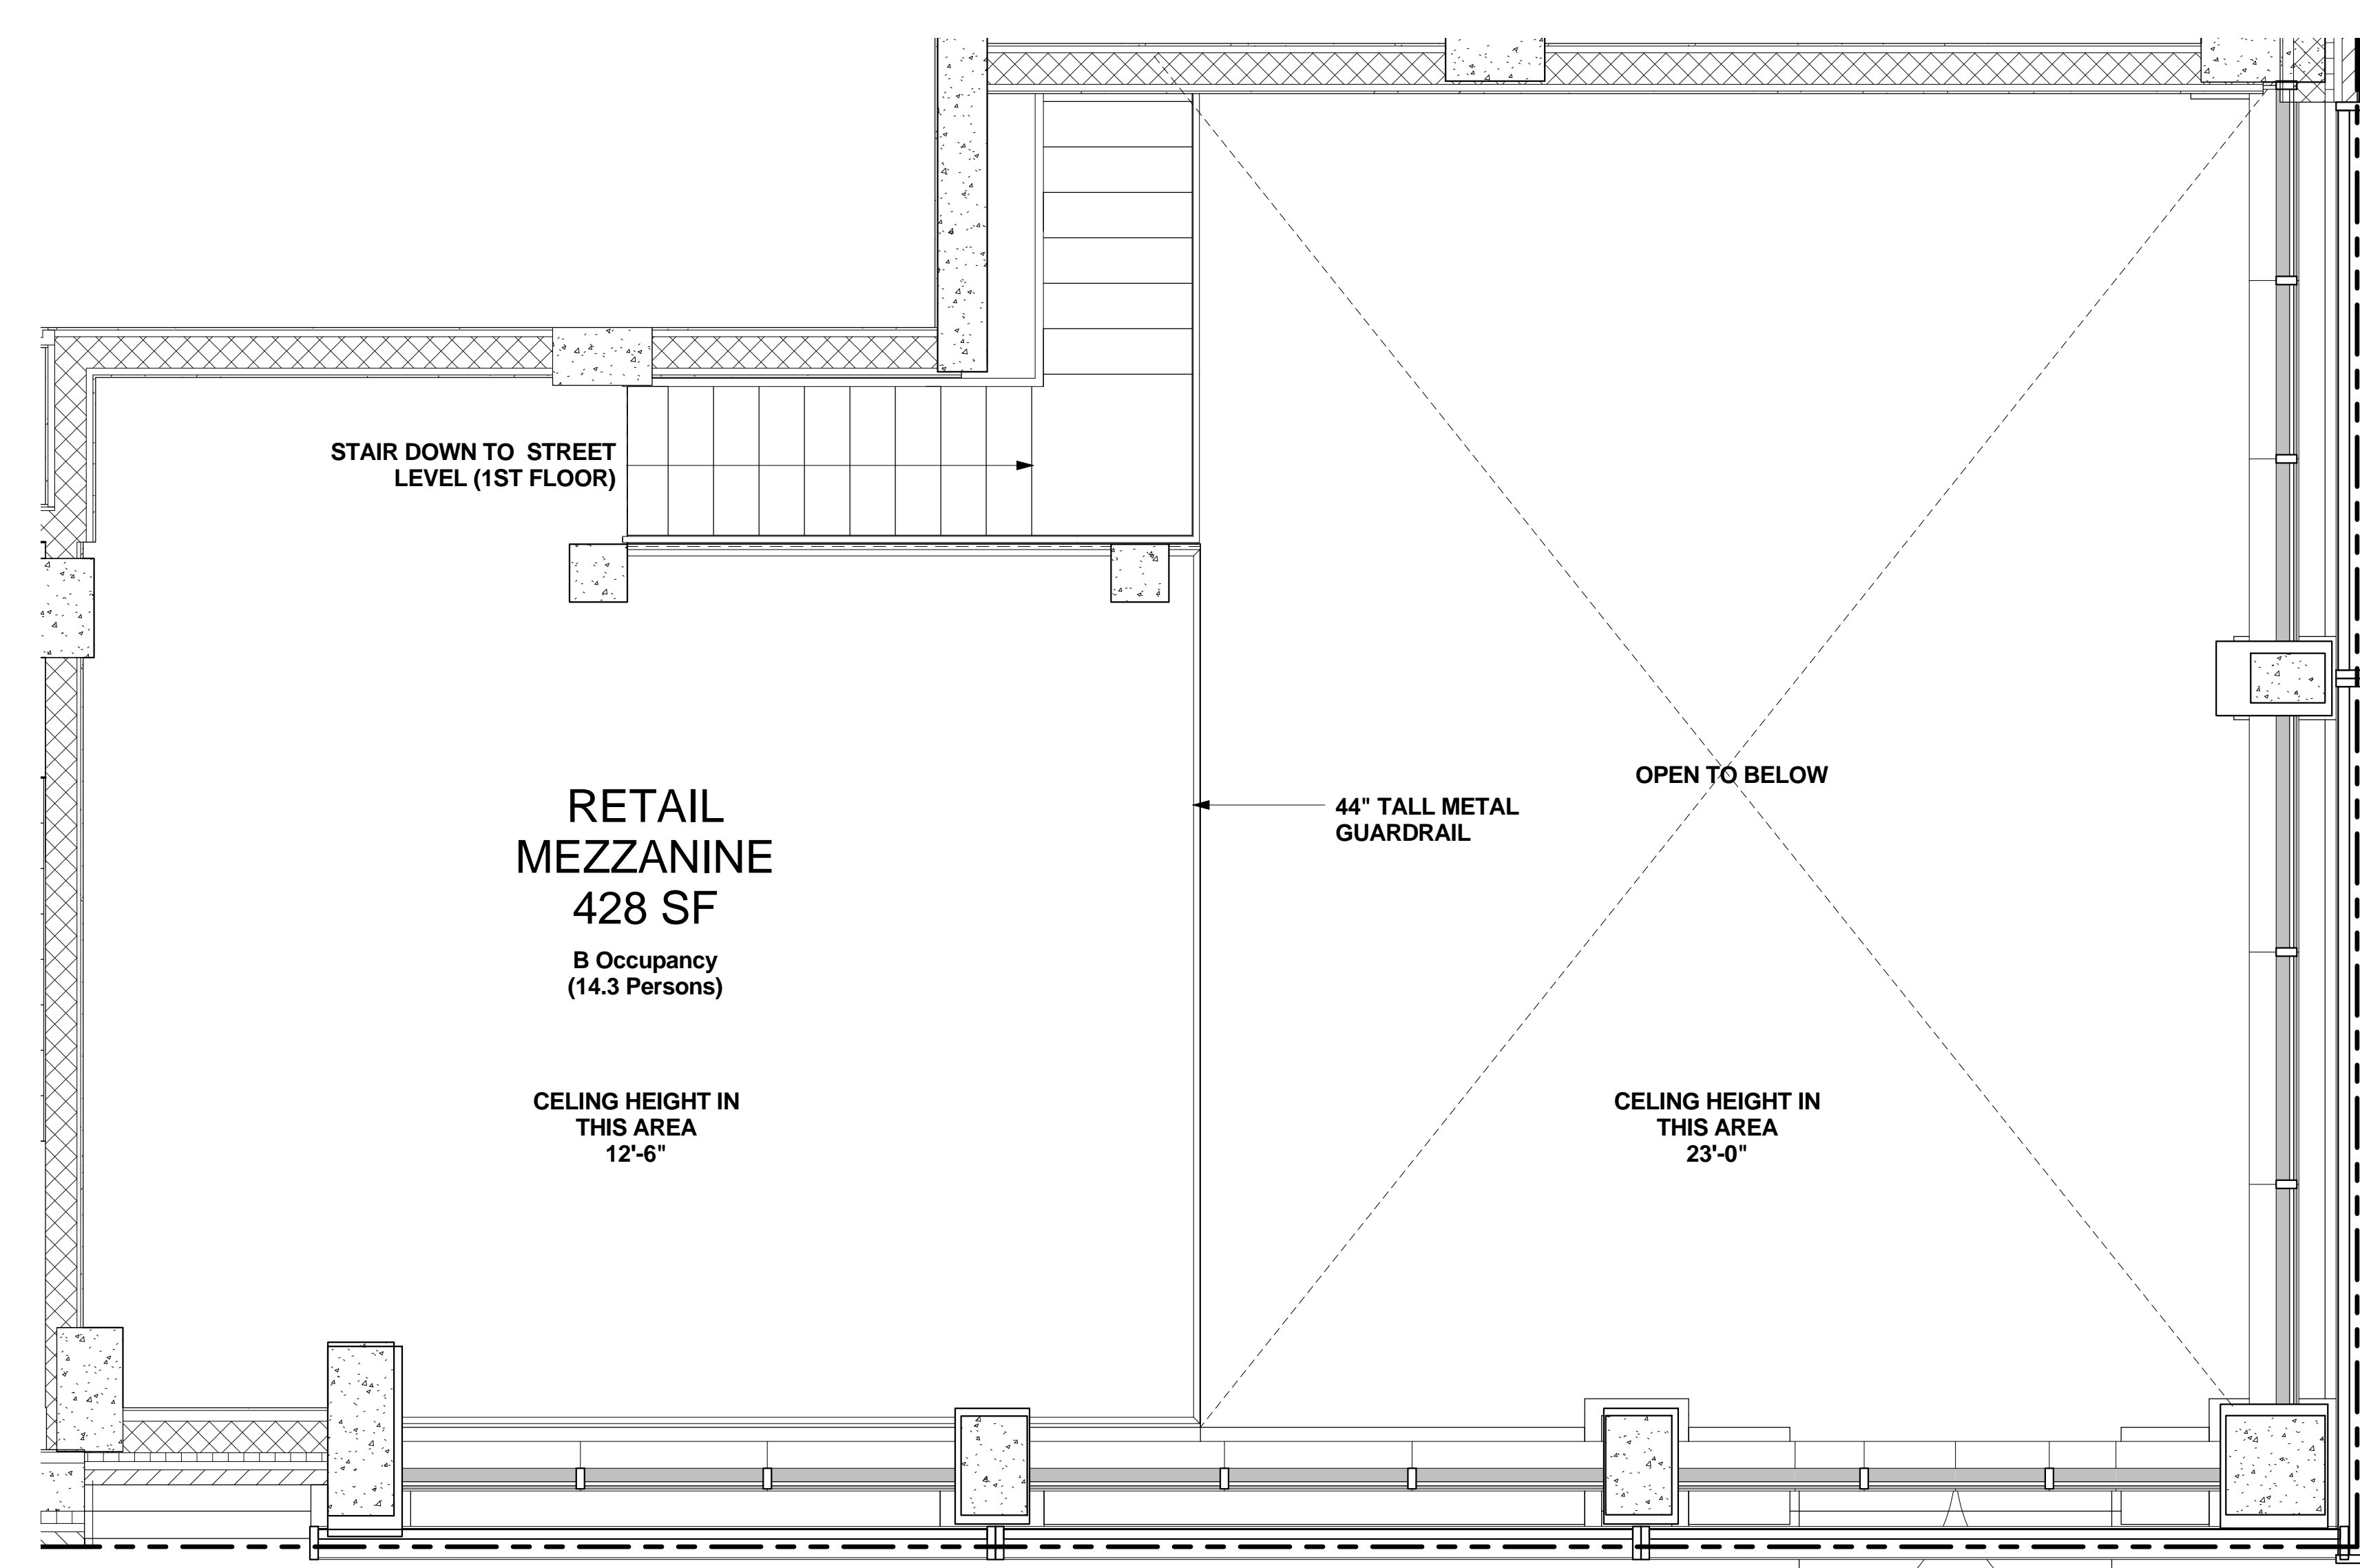 STAIR DOWN TO STREET
LEVEL (1ST FLOOR)
OPEN TO BELOW
44" TALL METAL
GUARDRAIL
RETAIL
MEZZANINE
428 SF
B Occupancy
(14.3 Persons)
CELING HEIGHT IN
THIS AREA
12'-6"
CELING HEIGHT IN
THIS AREA
23'-0"